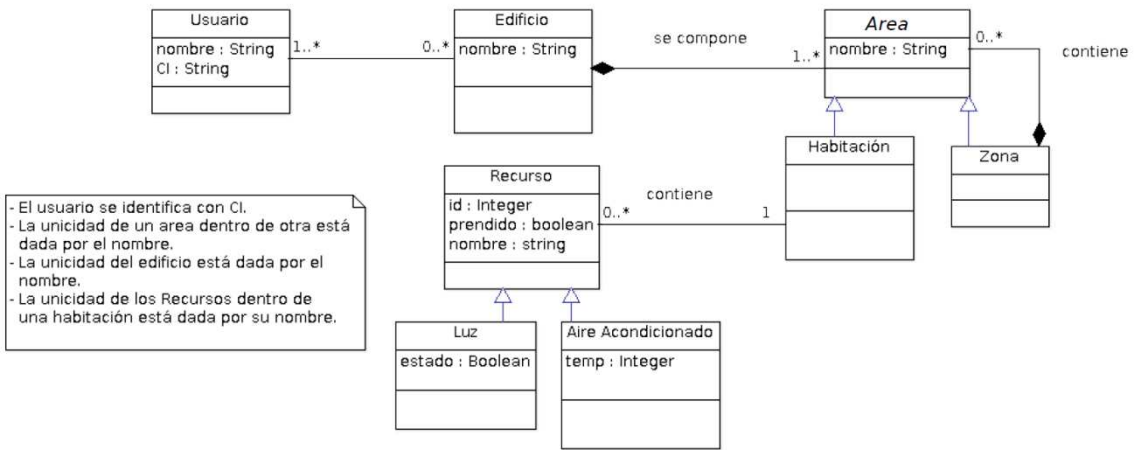 Usuario
nombre : String
CI : String
1..*
0..*
Edificio
nombre : String
se compone
1..*
Area
nombre : String
0..*
contiene
Habitación
Zona
Recurso
id : Integer
prendido : boolean
nombre : string
0..*
contiene
1
- El usuario se identifica con CI.
- La unicidad de un area dentro de otra está
dada por el nombre.
- La unicidad del edificio está dada por el
nombre.
- La unicidad de los Recursos dentro de
una habitación está dada por su nombre.
Luz
estado : Boolean
Aire Acondicionado
temp : Integer